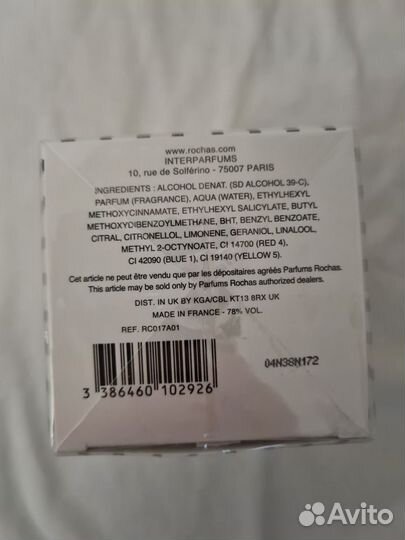 www.rochas.com
INTERPARFUMS
10, rue de Solférino - 75007 PARIS
INGREDIENTS : ALCOHOL DENAT. (SD ALCOHOL 39-C),
PARFUM (FRAGRANCE), AQUA (WATER), ETHYLHEXYL
METHOXYCINNAMATE, ETHYLHEXYL SALICYLATE, BUTYL
METHOXYDIBENZOYLMETHANE, BHT, BENZYL BENZOATE,
CITRAL, CITRONELLOL, LIMONENE, GERANIOL, LINALOOL,
METHYL 2-OCTYNOATE, CI 14700 (RED 4),
CI 42090 (BLUE 1), CI 19140 (YELLOW 5).
Cet article ne peut être vendu que par les dépositaires agréés Parfums Rochas.
This article may be sold only by Parfums Rochas authorized dealers.
DIST. IN UK BY KGA/CBL KT13 8RX UK
MADE IN FRANCE - 78% VOL.
REF. RC017A01
04N3SN172
3 386460 102926
Avito